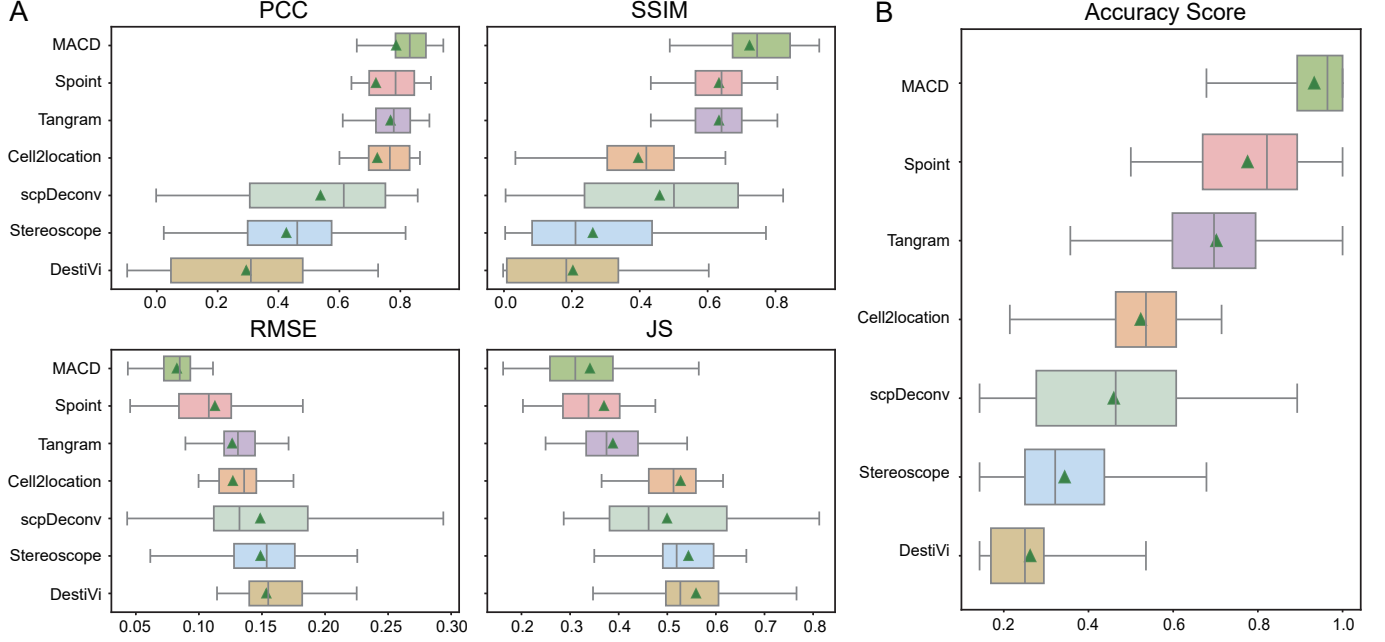 A
PCC
SSIM
MACD
Spoint
Tangram
Cell2location
scpDeconv
Stereoscope
DestiVi
0.0 0.2 0.4 0.6 0.8
0.0 0.2 0.4 0.6 0.8
RMSE
JS
MACD
Spoint
Tangram
Cell2location
scpDeconv
Stereoscope
DestiVi
0.05 0.10 0.15 0.20 0.25 0.30
0.2 0.3 0.4 0.5 0.6 0.7 0.8
B
Accuracy Score
MACD
Spoint
Tangram
Cell2location
scpDeconv
Stereoscope
DestiVi
0.2 0.4 0.6 0.8 1.0